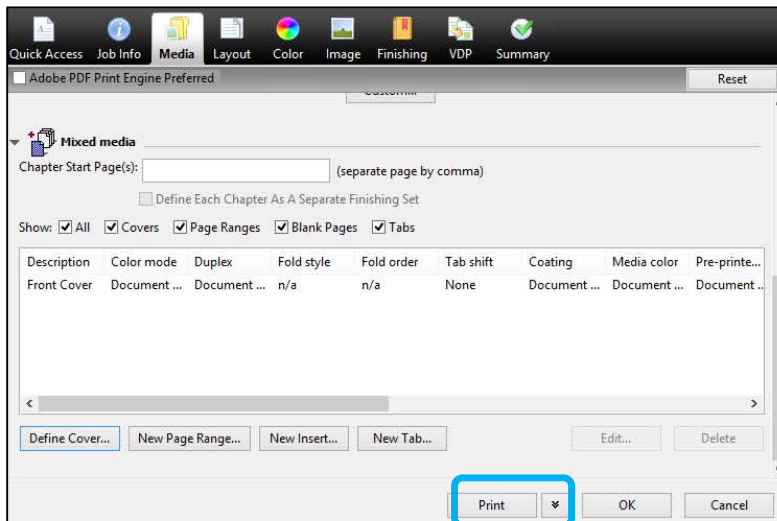 Quick Access Job Info Media Layout Color Image Finishing VDP Summary
Adobe PDF Print Engine Preferred Reset
Mixed media
Chapter Start Page(s): (separate page by comma)
Define Each Chapter As A Separate Finishing Set
Show: All Covers Page Ranges Blank Pages Tabs
Description Color mode Duplex Fold style Fold order Tab shift Coating Media color Pre-printe...
Front Cover Document ... Document ... n/a n/a None Document ... Document ... Document ..
Define Cover... New Page Range... New Insert... New Tab... Edit... Delete
Print OK Cancel